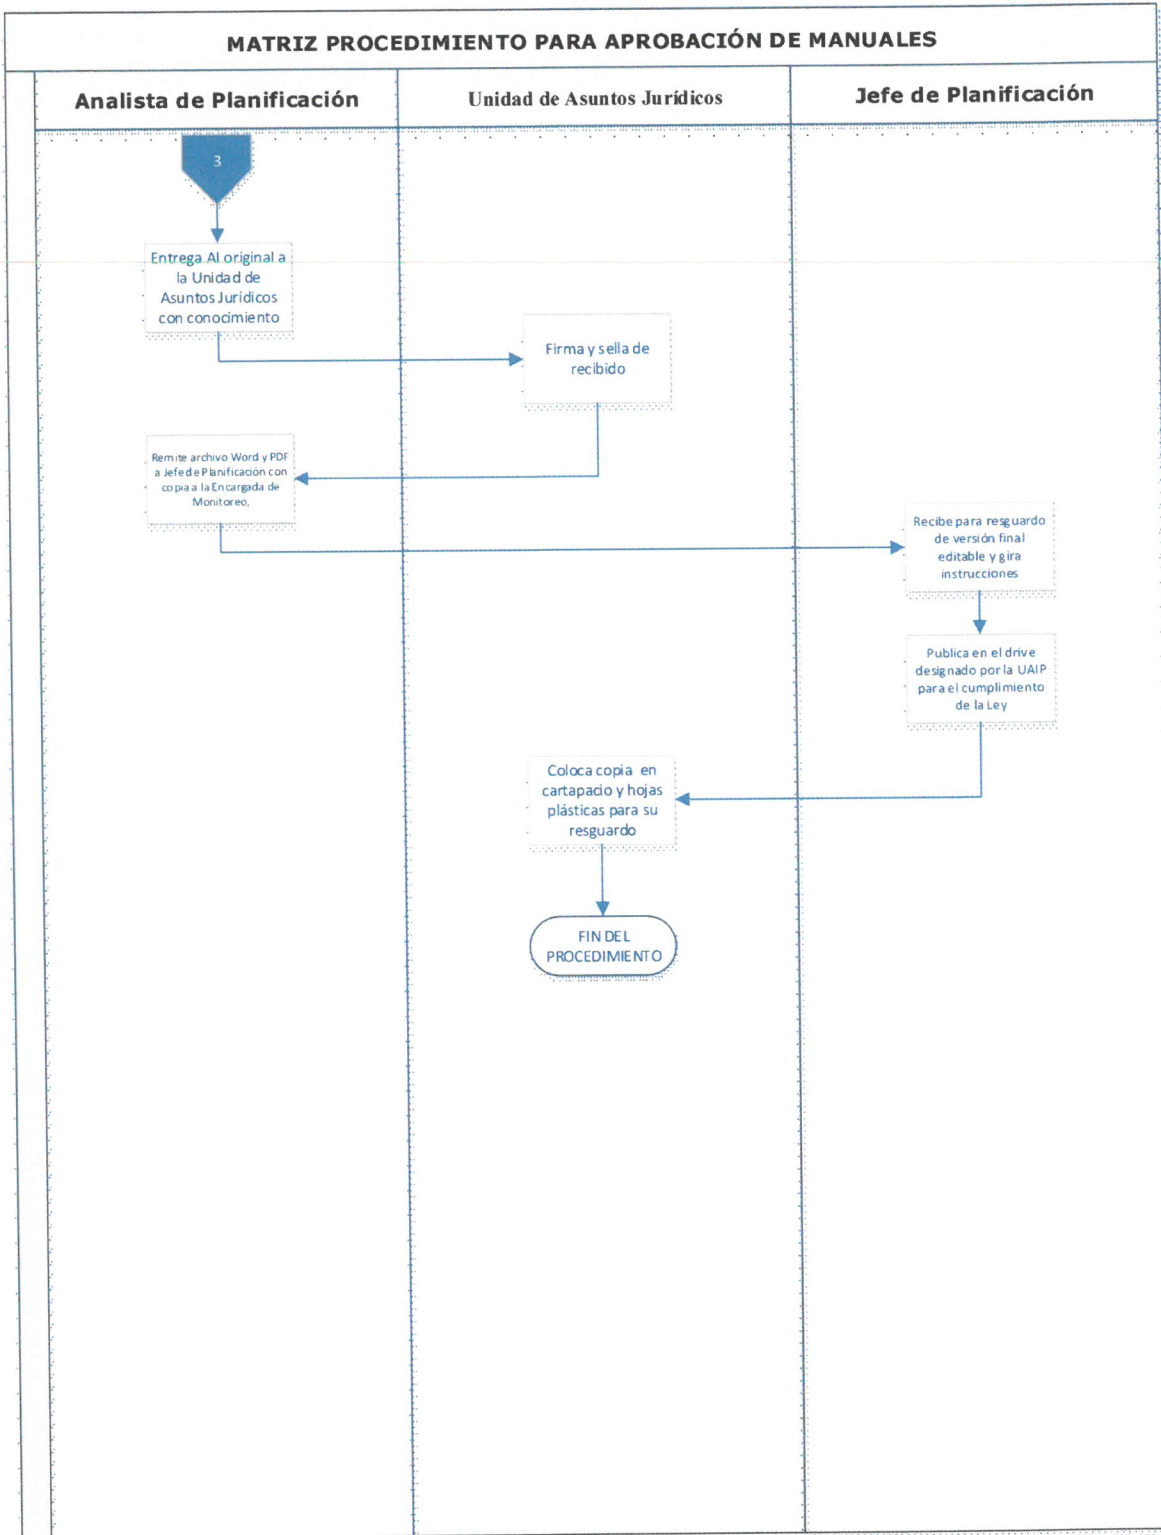 MATRIZ PROCEDIMIENTO PARA APROBACIÓN DE MANUALES
Analista de Planificación
Unidad de Asuntos Jurídicos
Jefe de Planificación
3
Entrega AI original a
la Unidad de
Asuntos Jurídicos
con conocimiento
Firma y sella de
recibido
Remite archivo Word y PDF
a Jefe de Planificación con
copia a la Encargada de
Monitoreo,
Recibe para resguardo
de versión final
editable y gira
instrucciones
Publica en el drive
designado por la UAIP
para el cumplimiento
de la Ley
Coloca copia en
cartapacio y hojas
plásticas para su
resguardo
FIN DEL
PROCEDIMIENTO